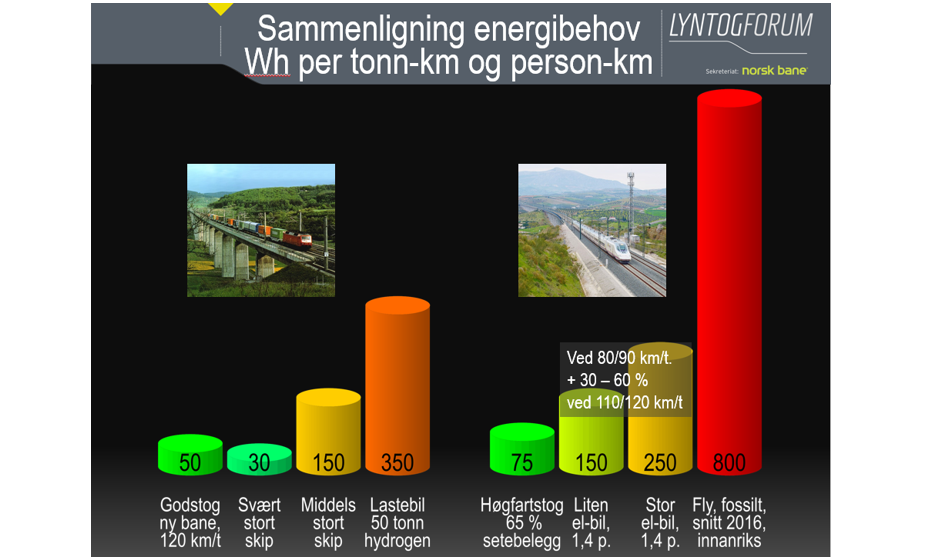 Sammenligning energibehov
Wh per tonn-km og person-km
LYNTOGFORUM
Sekretariat: norsk bane
Ved 80/90 km/t.
+ 30 – 60 %
ved 110/120 km/t
50
30
150
350
75
150
250
800
Godstog
ny bane,
120 km/t
Svært
stort
skip
Middels
stort
skip
Lastebil
50 tonn
hydrogen
Høgfartstog
65 %
setebelegg
Liten
el-bil,
1,4 p.
Stor
el-bil,
1,4 p.
Fly, fossilt,
snitt 2016,
innanriks